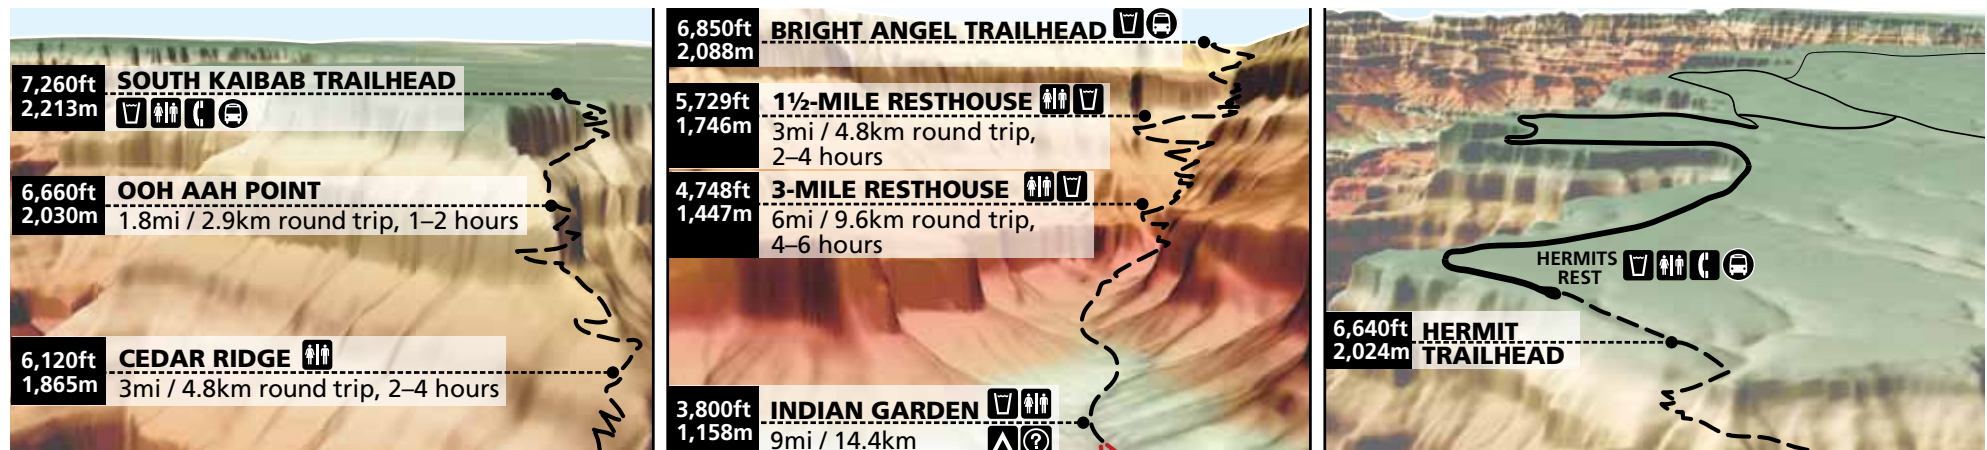 7,260ft
2,213m
SOUTH KAIBAB TRAILHEAD
6,660ft
2,030m
OOH AAH POINT
1.8mi / 2.9km round trip, 1–2 hours
6,120ft
1,865m
CEDAR RIDGE
3mi / 4.8km round trip, 2–4 hours
6,850ft
2,088m
BRIGHT ANGEL TRAILHEAD
5,729ft
1,746m
1½-MILE RESTHOUSE
3mi / 4.8km round trip,
2–4 hours
4,748ft
1,447m
3-MILE RESTHOUSE
6mi / 9.6km round trip,
4–6 hours
3,800ft
1,158m
INDIAN GARDEN
9mi / 14.4km
?
HERMITS
REST
6,640ft
2,024m
HERMIT
TRAILHEAD